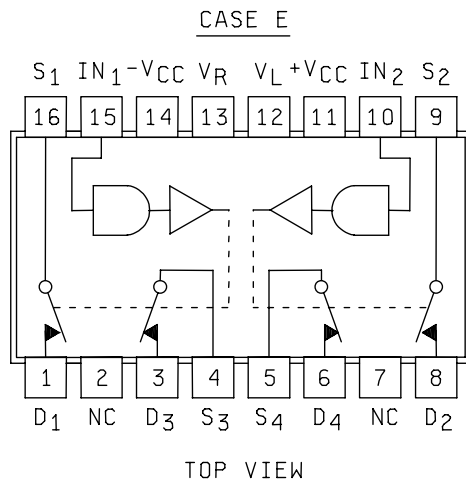 CASE E
S1 IN1 -VCC VR VL +VCC IN2 S2
16 15 14 13 12 11 10 9
1 2 3 4 5 6 7 8
D1 NC D3 S3 S4 D4 NC D2
TOP VIEW